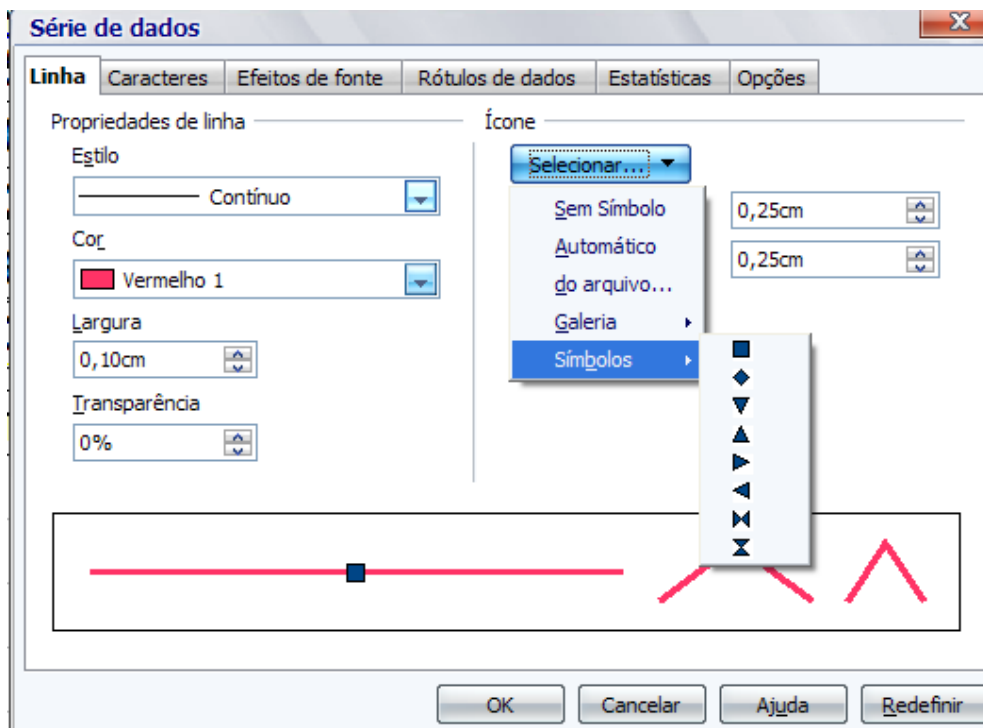 Série de dados
Linha Caracteres Efeitos de fonte Rótulos de dados Estatísticas Opções
Propriedades de linha
Estilo
Contínuo
Cor
Vermelho 1
Largura
0,10cm
Transparência
0%
Ícone
Selecionar...
Sem Símbolo
Automático
do arquivo...
Galeria
Símbolos
0,25cm
0,25cm
OK Cancelar Ajuda Redefinir